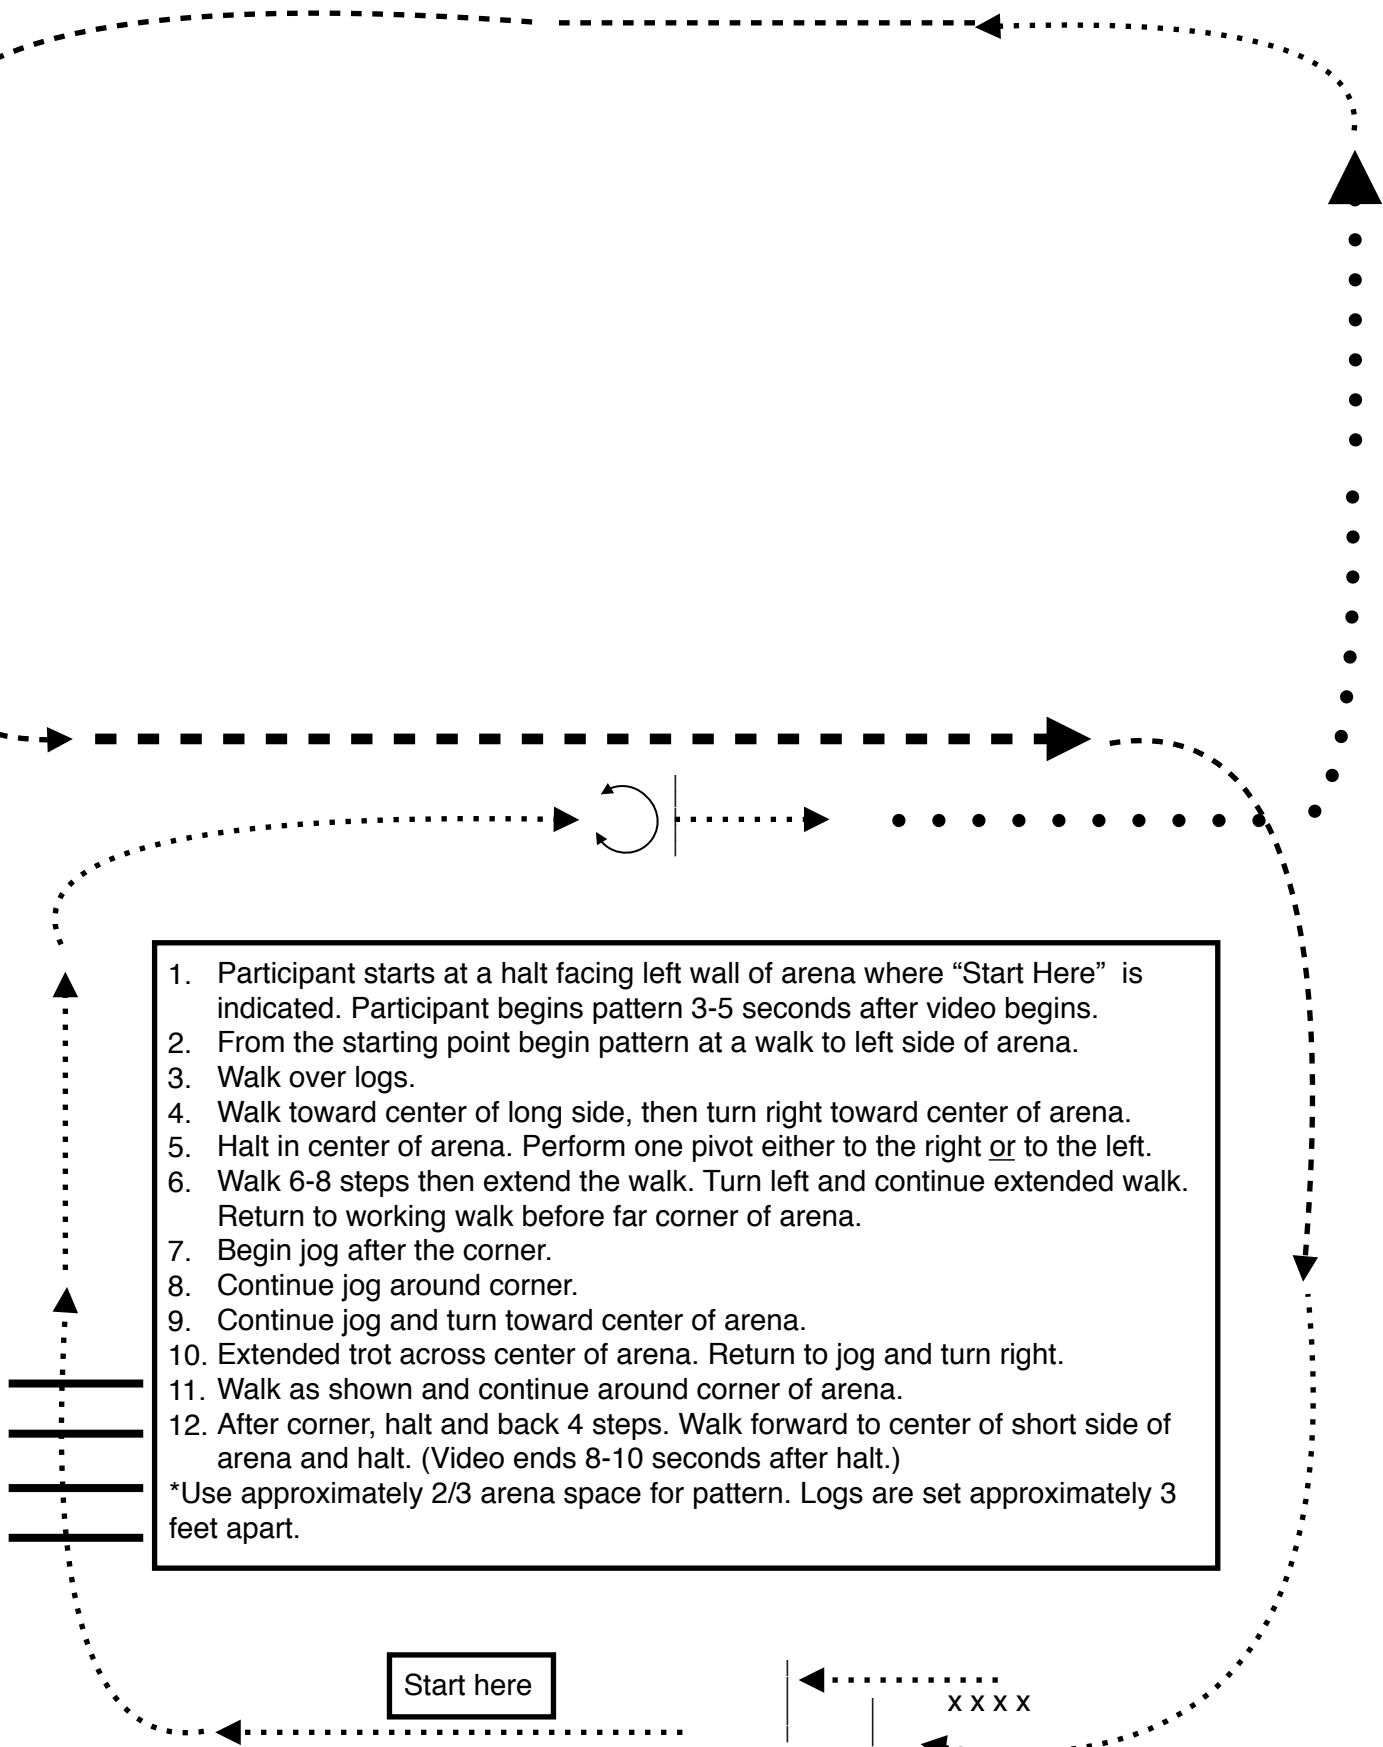 1. Participant starts at a halt facing left wall of arena where “Start Here”  is
indicated. Participant begins pattern 3-5 seconds after video begins.
2. From the starting point begin pattern at a walk to left side of arena.
3. Walk over logs.
4. Walk toward center of long side, then turn right toward center of arena.
5. Halt in center of arena. Perform one pivot either to the right or to the left.
6. Walk 6-8 steps then extend the walk. Turn left and continue extended walk.
Return to working walk before far corner of arena.
7. Begin jog after the corner.
8. Continue jog around corner.
9. Continue jog and turn toward center of arena.
10. Extended trot across center of arena. Return to jog and turn right.
11. Walk as shown and continue around corner of arena.
12. After corner, halt and back 4 steps. Walk forward to center of short side of
arena and halt. (Video ends 8-10 seconds after halt.)
*Use approximately 2/3 arena space for pattern. Logs are set approximately 3
feet apart.
Start here
x x x x